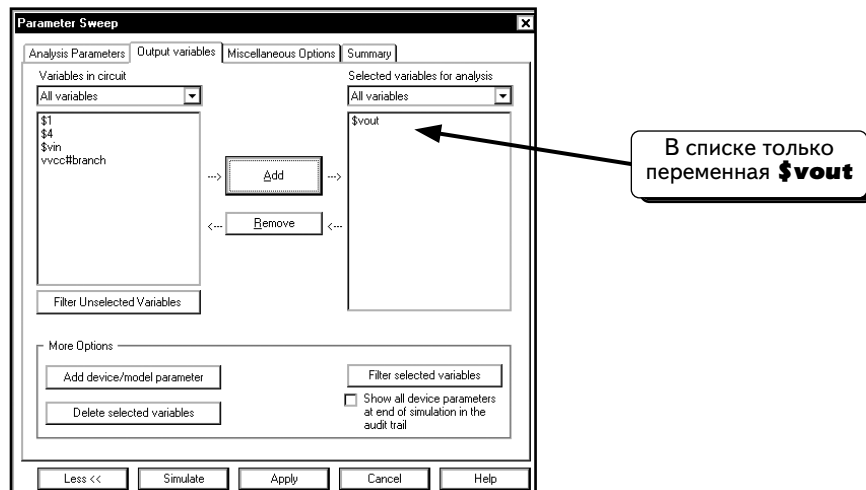 Parameter Sweep
Analysis Parameters Output variables Miscellaneous Options Summary
Variables in circuit
Selected variables for analysis
All variables
All variables
$1
$4
$vin
vvcc#branch
$vout
--->
Add
--->
<---
Remove
<---
Filter Unselected Variables
More Options
Add device/model parameter
Filter selected variables
Delete selected variables
Show all device parameters
at end of simulation in the
audit trail
Less <<
Simulate
Apply
Cancel
Help
В списке только
переменная $vout